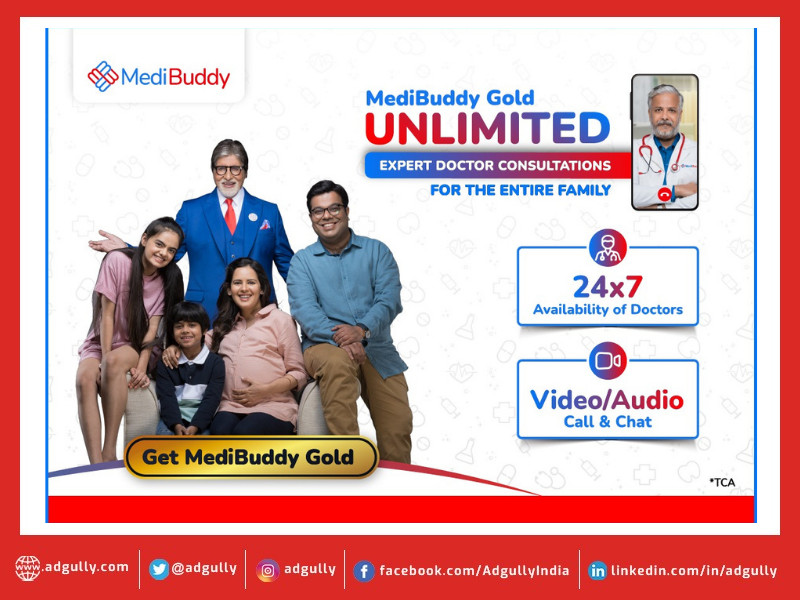 MediBuddy
MediBuddy Gold
UNLIMITED
EXPERT DOCTOR CONSULTATIONS
FOR THE ENTIRE FAMILY
24x7
Availability of Doctors
Video/Audio
Call & Chat
Get MediBuddy Gold
*TCA
www.adgully.com
@adgully
adgully
facebook.com/AdgullyIndia
linkedin.com/in/adgully